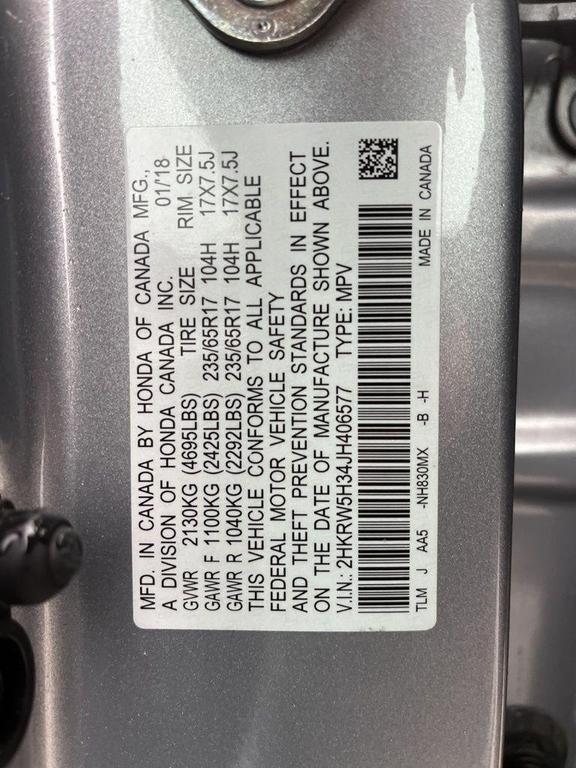 MFD. IN CANADA BY HONDA OF CANADA MFG.,
A DIVISION OF HONDA CANADA INC. 01/18
GVWR 2130KG (4695LBS) TIRE SIZE RIM SIZE
GAWR F 1100KG (2425LBS) 235/65R17 104H 17X7.5J
GAWR R 1040KG (2292LBS) 235/65R17 104H 17X7.5J
THIS VEHICLE CONFORMS TO ALL APPLICABLE
FEDERAL MOTOR VEHICLE SAFETY
AND THEFT PREVENTION STANDARDS IN EFFECT
ON THE DATE OF MANUFACTURE SHOWN ABOVE.
V.I.N.: 2HKRW5H34JH406577 TYPE: MPV
TLM J AA5 -NH830MX -B -H MADE IN CANADA